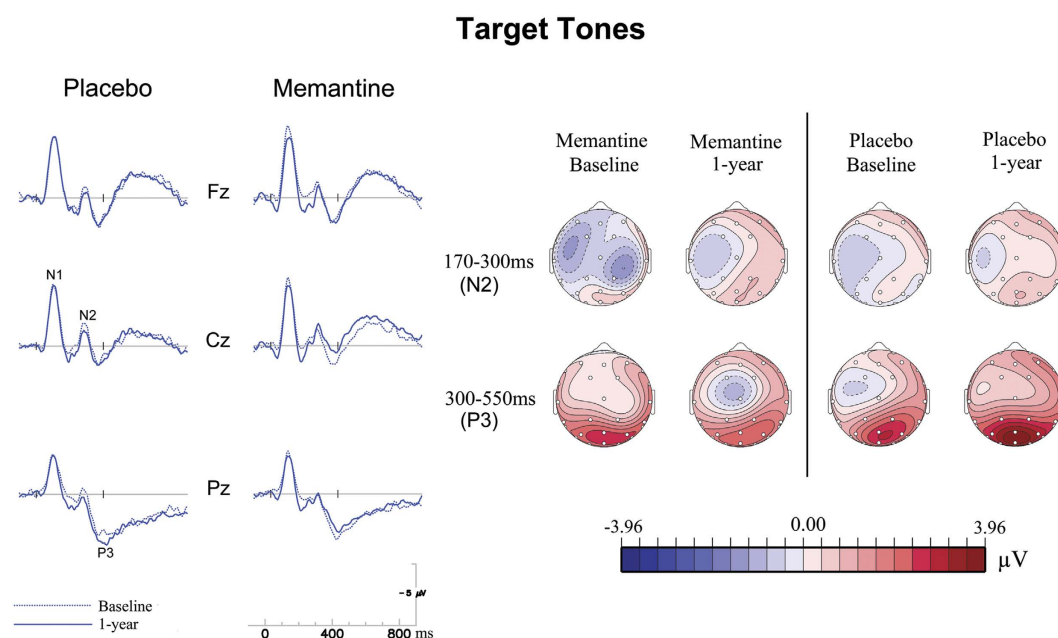 Target Tones
Placebo
Memantine
Fz
N1
N2
Cz
Pz
P3
Baseline
1-year
-5 μV
0 400 800 ms
Memantine Baseline
Memantine 1-year
Placebo Baseline
Placebo 1-year
170-300ms
(N2)
300-550ms
(P3)
-3.96 0.00 3.96
μV